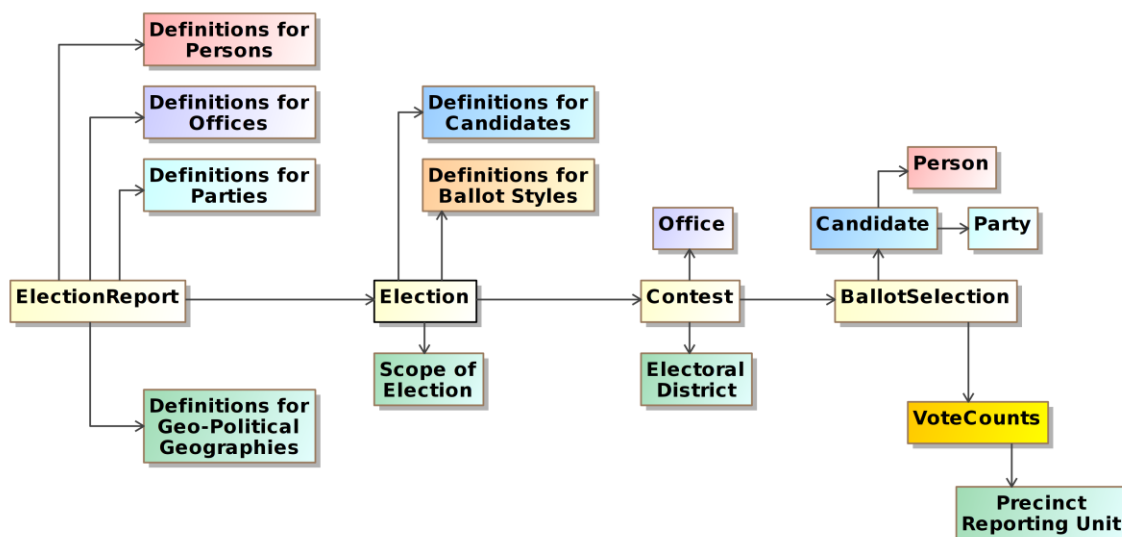 Definitions for
Persons
Definitions for
Offices
Definitions for
Candidates
Definitions for
Parties
Definitions for
Ballot Styles
Person
Office
Candidate
Party
ElectionReport
Election
Contest
BallotSelection
Scope of
Election
Electoral
District
Definitions for
Geo-Political
Geographies
VoteCounts
Precinct
Reporting Unit